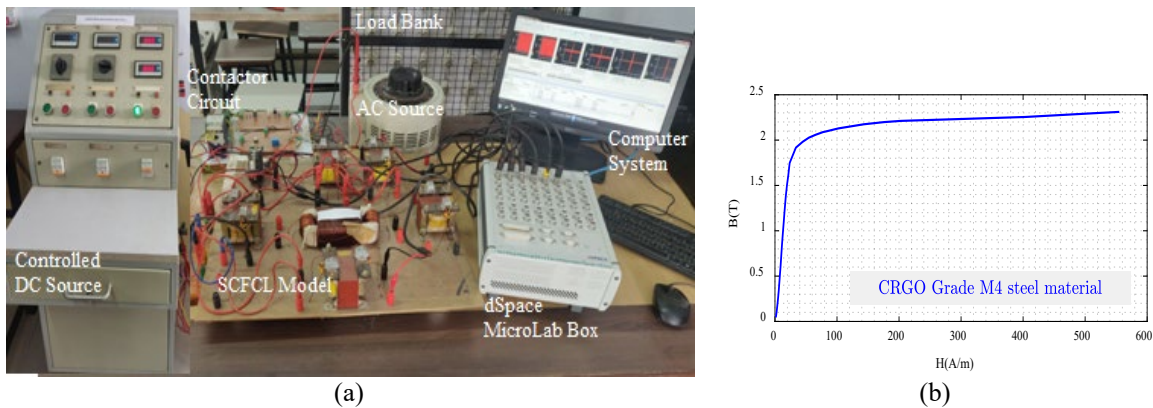 Load Bank
Contactor
Circuit
AC Source
Computer
System
Controlled
DC Source
SCFCL Model
dSpace
MicroLab Box
(a)
2.5
2
1.5
1
0.5
0
B(T)
CRGO Grade M4 steel material
0
100
200
300
400
500
600
H(A/m)
(b)